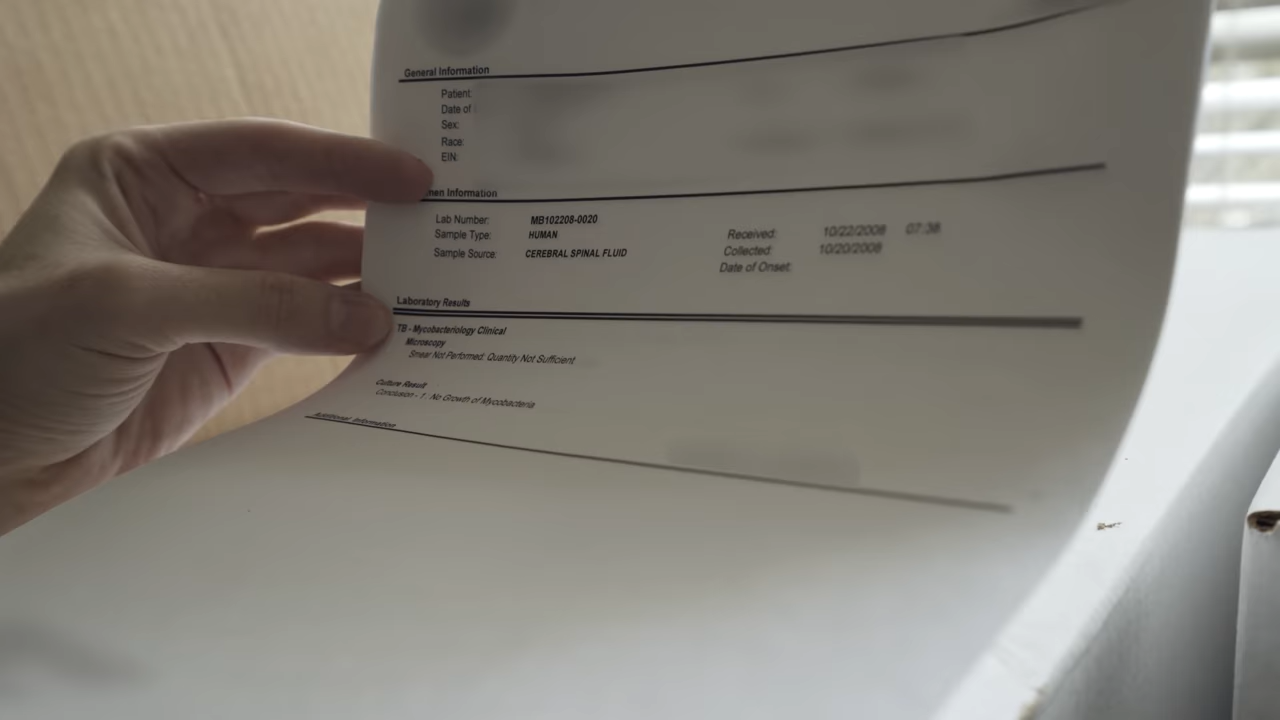 General Information
Patient:
Date of
Sex:
Race:
EIN:
men Information
Lab Number: MB102208-0020
Sample Type: HUMAN
Sample Source: CEREBRAL SPINAL FLUID
Received: 10/22/2008 07:38
Collected: 10/20/2008
Date of Onset:
Laboratory Results
TB - Mycobacteriology Clinical
Microscopy
Smear Not Performed: Quantity Not Sufficient
Culture Result
Conclusion - 1. No Growth of Mycobacteria
Additional Information